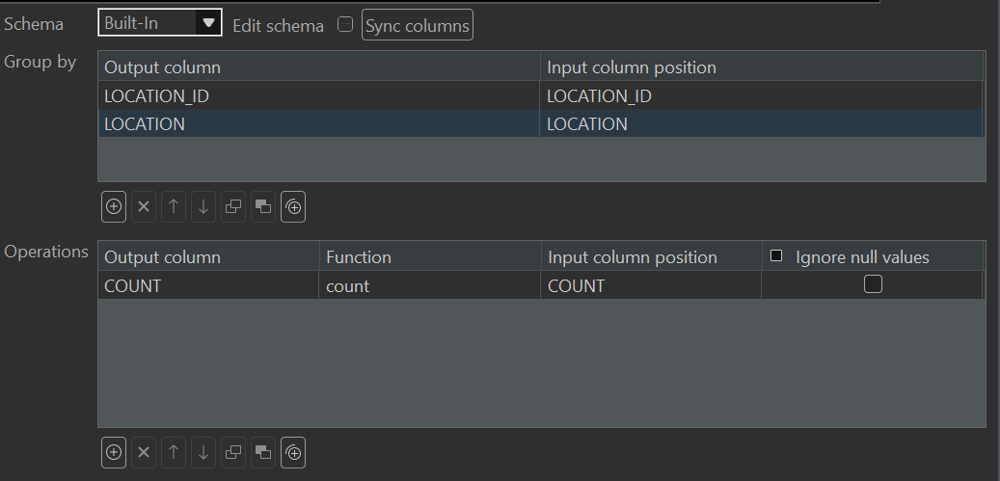 Schema Built-In Edit schema Sync columns
Group by Output column Input column position
LOCATION_ID LOCATION_ID
LOCATION LOCATION
Operations Output column Function Input column position Ignore null values
COUNT count COUNT